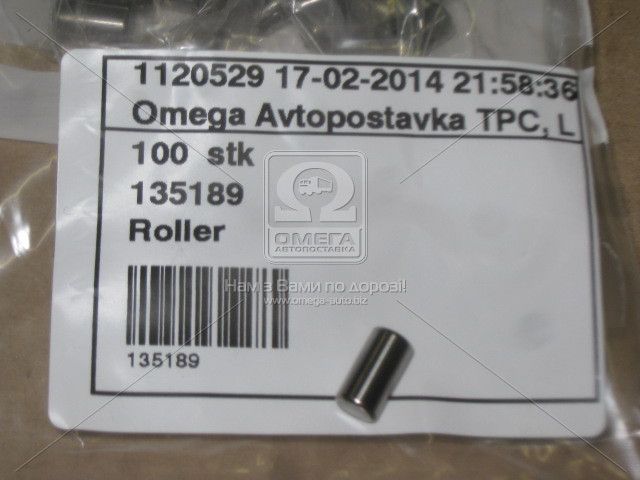 1120529 17-02-2014 21:58:36
Omega Avtopostavka TPC, L
100 stk
135189
Roller
135189
ОМЕГА
АВТОПОСТАВКА
Нам з Вами по дорозі!
www.omega-auto.biz